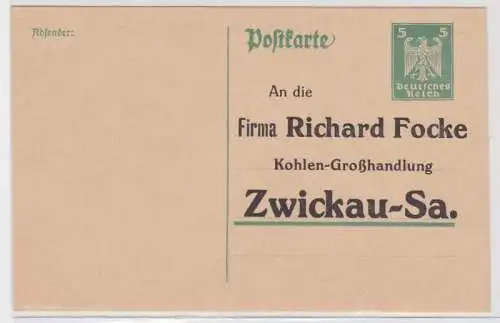 Absender:
Postkarte
5 5
Deutsches
Reich
An die
Firma Richard Focke
Kohlen-Großhandlung
Zwickau-Sa.